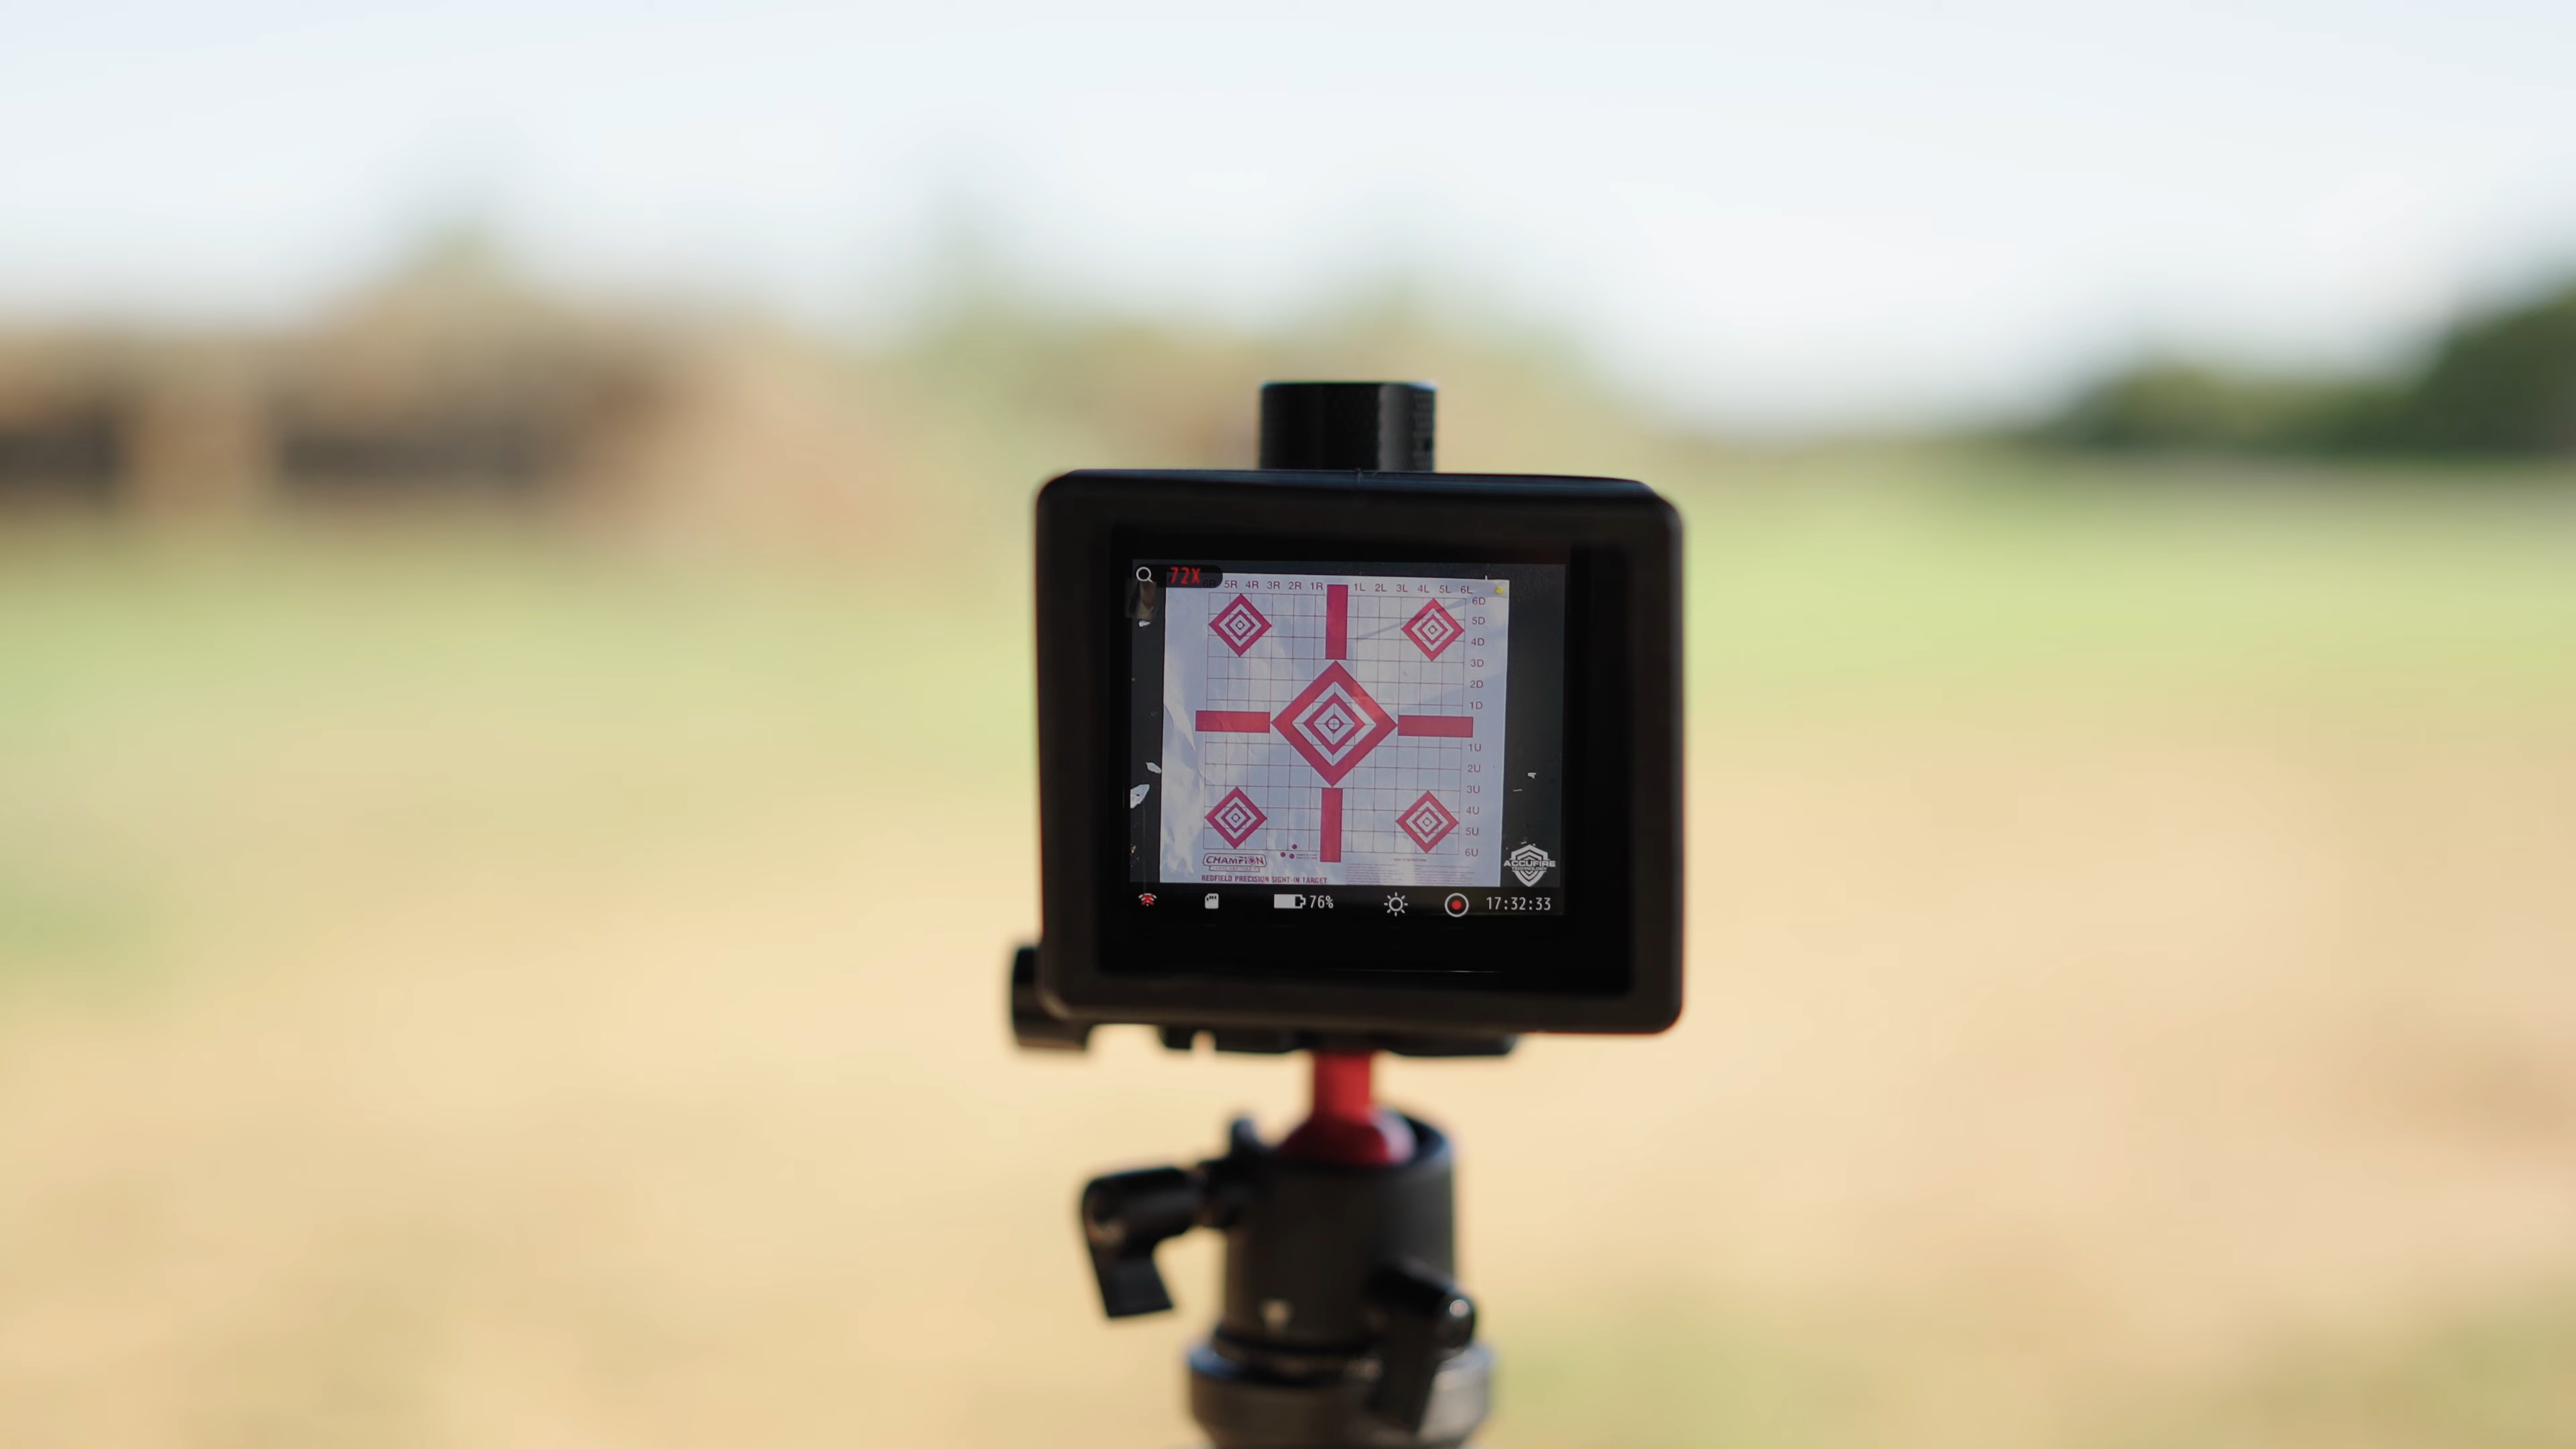 72X
6R 5R 4R 3R 2R 1R 1L 2L 3L 4L 5L 6L
6D
5D
4D
3D
2D
1D
1U
2U
3U
4U
5U
6U
CHAMPION
REDFIELD PRECISION SIGHT-IN TARGET
ACCUFIRE
76%
17:32:33